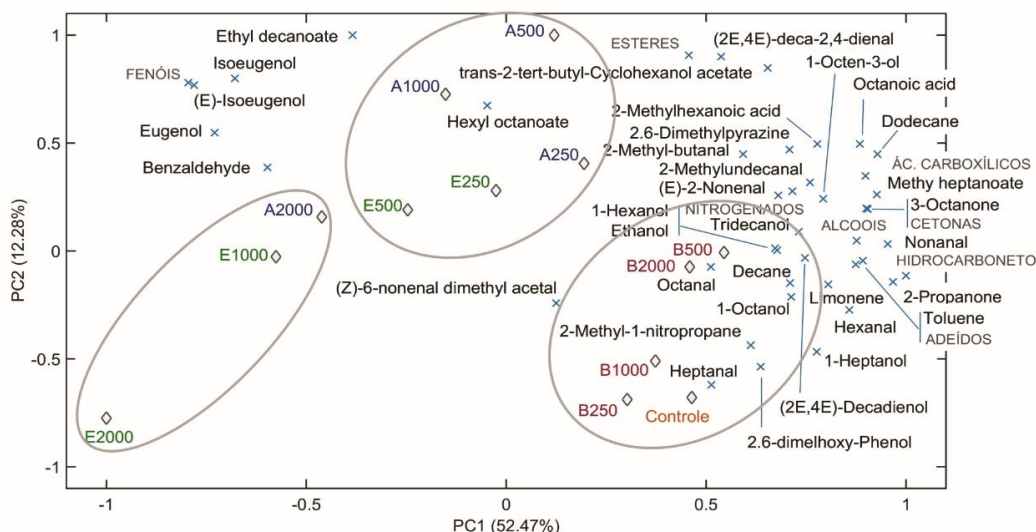 1
Ethyl decanoate
A500
ESTERES
(2E,4E)-deca-2,4-dienal
1-Octen-3-ol
FENÓIS
Isoeugenol
trans-2-tert-butyl-Cyclohexanol acetate
Octanoic acid
(E)-Isoeugenol
A1000
2-Methylhexanoic acid
Dodecane
Hexyl octanoate
0.5
Eugenol
2.6-Dimethylpyrazine
2-Methyl-butanal
ÁC. CARBOXÍLICOS
Benzaldehyde
A250
2-Methylundecanal
Methy heptanoate
E250
(E)-2-Nonenal
3-Octanone
A2000
E500
1-Hexanol
NITROGENADOS
ALCOOIS
CETONAS
Ethanol
Tridecanol
Nonanal
0
E1000
B500
HIDROCARBONETO
B2000
Decane
(Z)-6-nonenal dimethyl acetal
Octanal
Limonene
2-Propanone
1-Octanol
Toluene
2-Methyl-1-nitropropane
Hexanal
ADEÍDOS
-0.5
B1000
Heptanal
1-Heptanol
B250
Controle
(2E,4E)-Decadienol
E2000
2.6-dimelhoxy-Phenol
-1
-1
-0.5
0
0.5
1
PC1 (52.47%)
PC2 (12.28%)